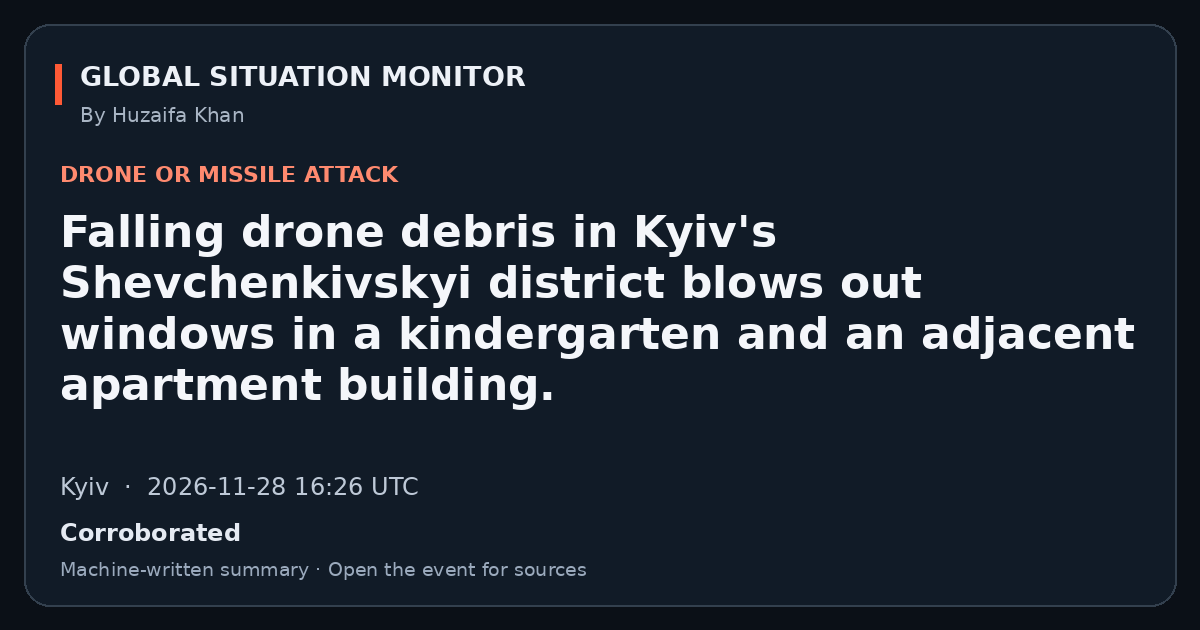 GLOBAL SITUATION MONITOR
By Huzaifa Khan
DRONE OR MISSILE ATTACK
Falling drone debris in Kyiv's
Shevchenkivskyi district blows out
windows in a kindergarten and an adjacent
apartment building.
Kyiv · 2026-11-28 16:26 UTC
Corroborated
Machine-written summary · Open the event for sources